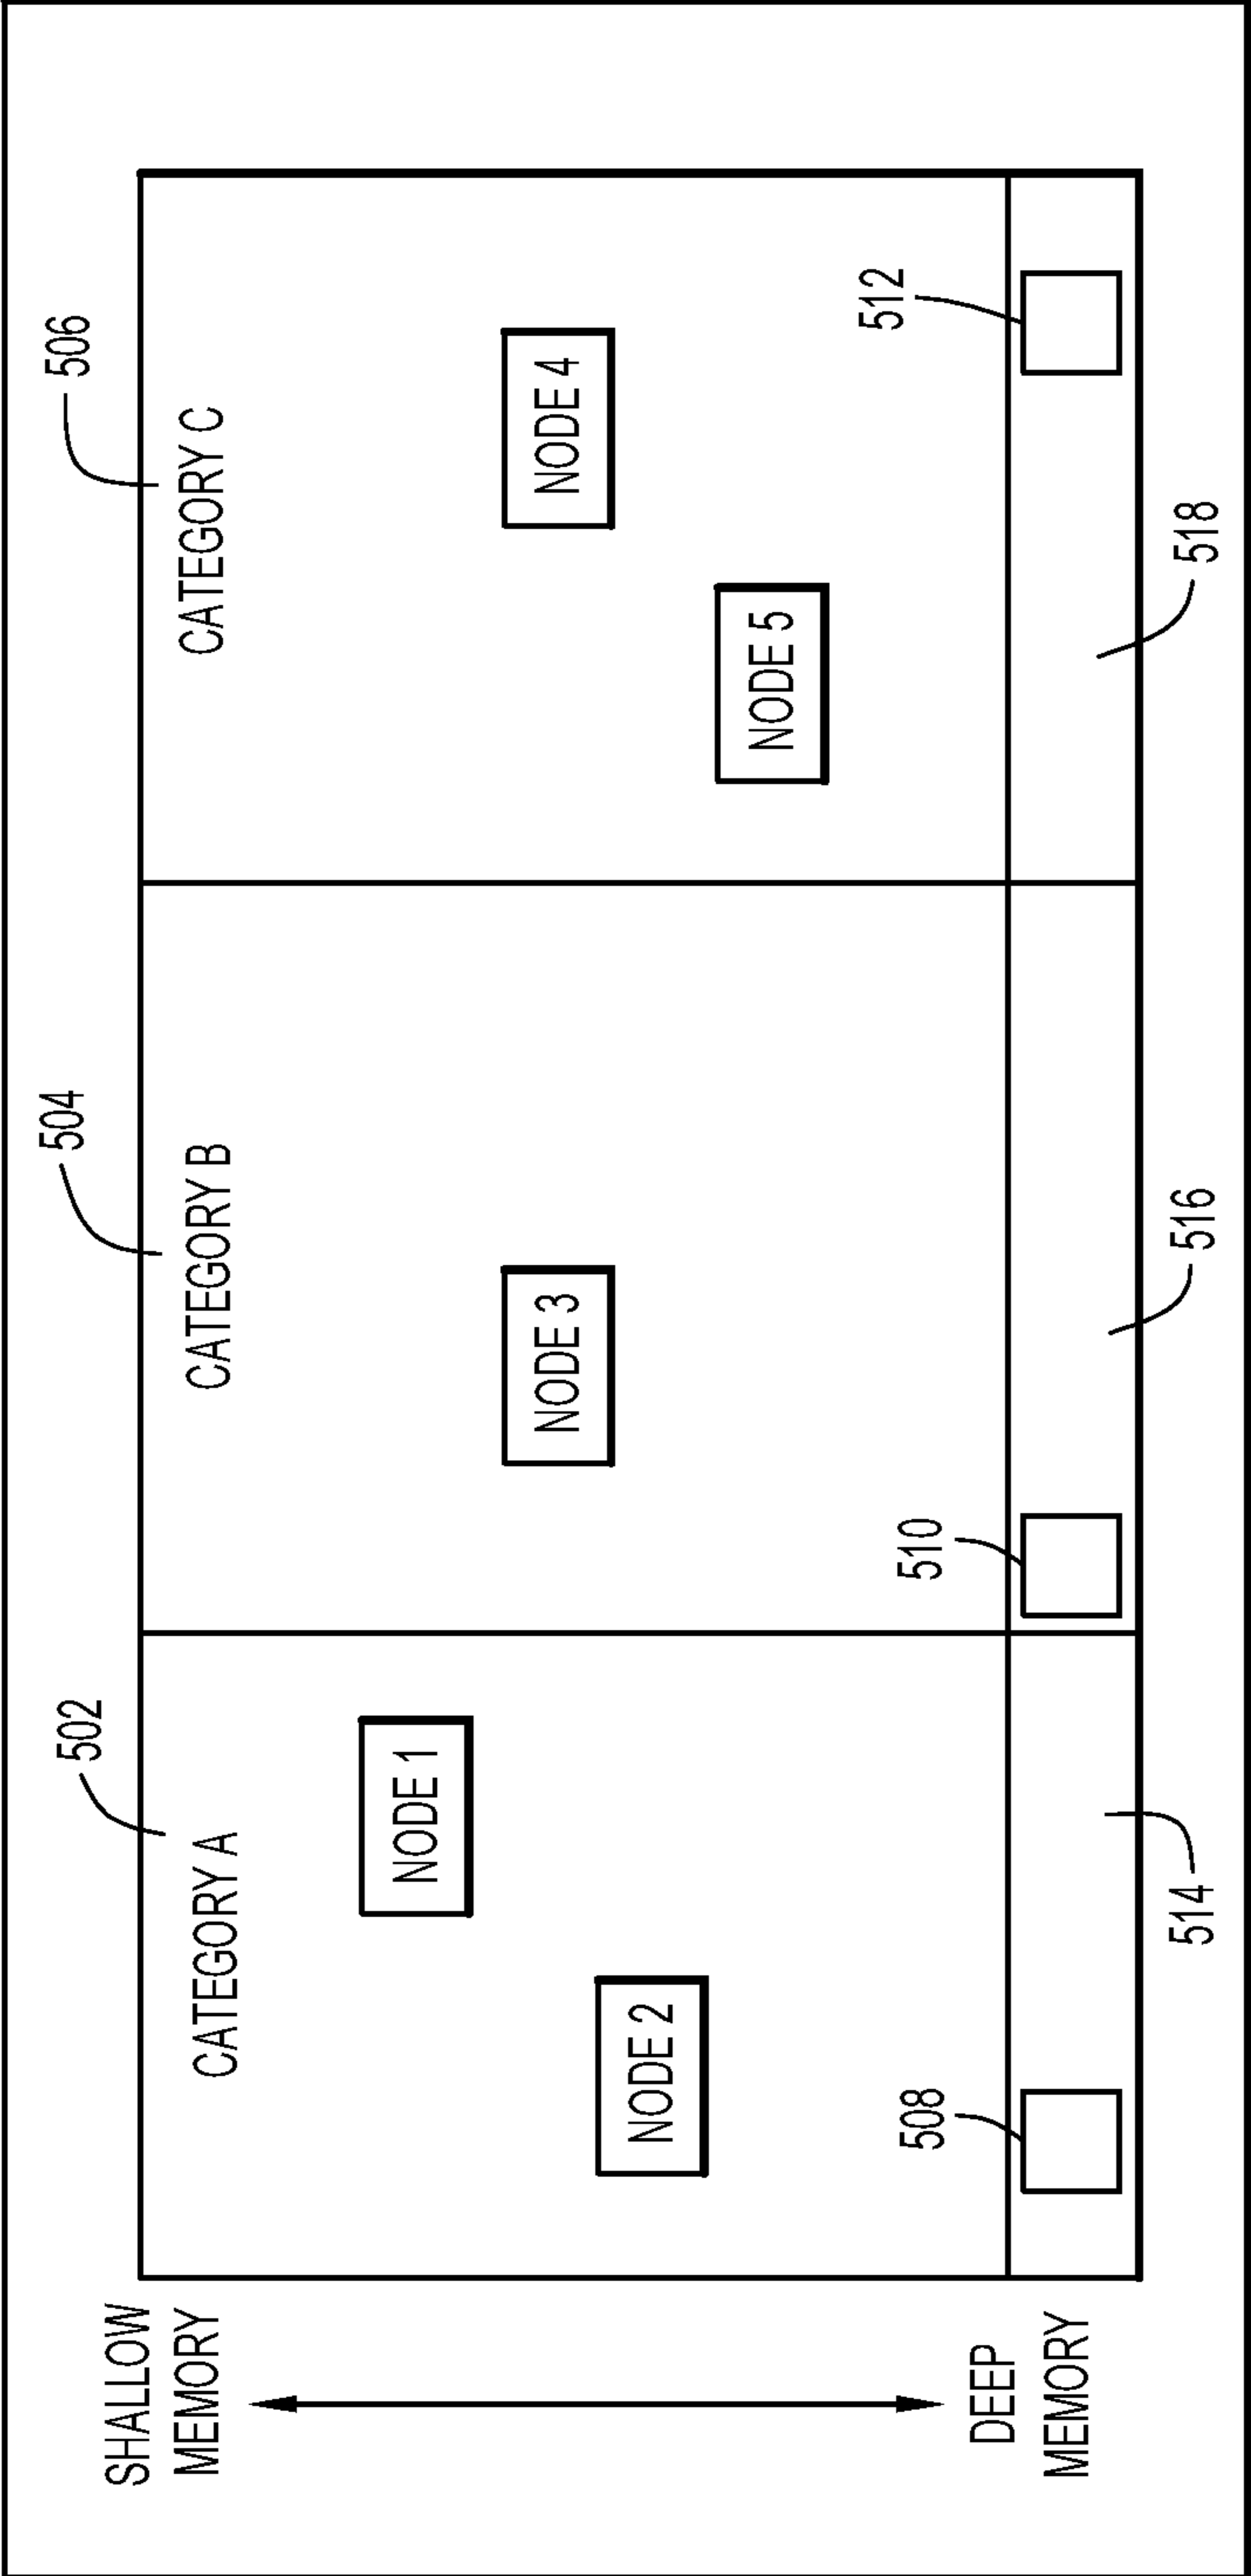 502
504
506
SHALLOW
MEMORY
CATEGORY A
CATEGORY B
CATEGORY C
NODE 1
NODE 2
NODE 3
NODE 4
NODE 5
508
510
512
DEEP
MEMORY
514
516
518